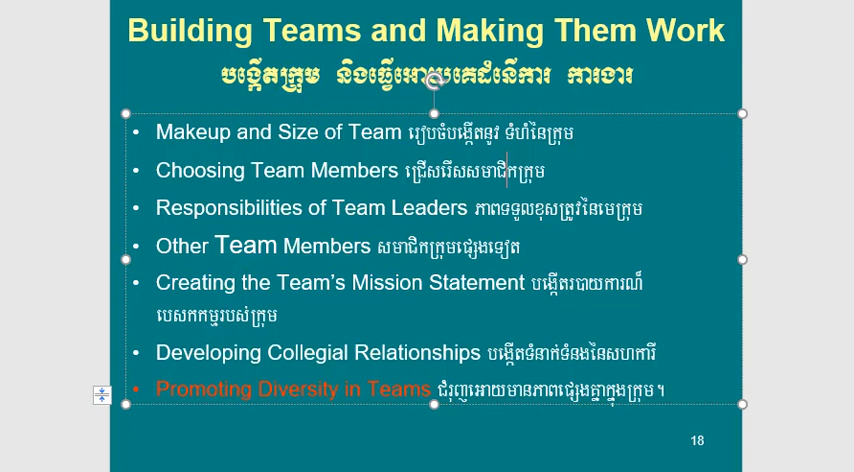 Building Teams and Making Them Work
បង្កើតក្រុម និងធ្វើអោយគេដំនើការ ការងារ
• Makeup and Size of Team រៀបចំបង្កើតនូវ ទំហំនៃក្រុម
• Choosing Team Members ជ្រើសរើសសមាជិកក្រុម
• Responsibilities of Team Leaders ភាពទទួលខុសត្រូវនៃមេក្រុម
• Other Team Members សមាជិកក្រុមផ្សេងទៀត
• Creating the Team’s Mission Statement បង្កើតរបាយការណ៏
បេសកកម្មរបស់ក្រុម
• Developing Collegial Relationships បង្កើតទំនាក់ទំនងនៃសហការី
• Promoting Diversity in Teams ជំរុញអោយមានភាពផ្សេងគ្នាក្នុងក្រុម។
18